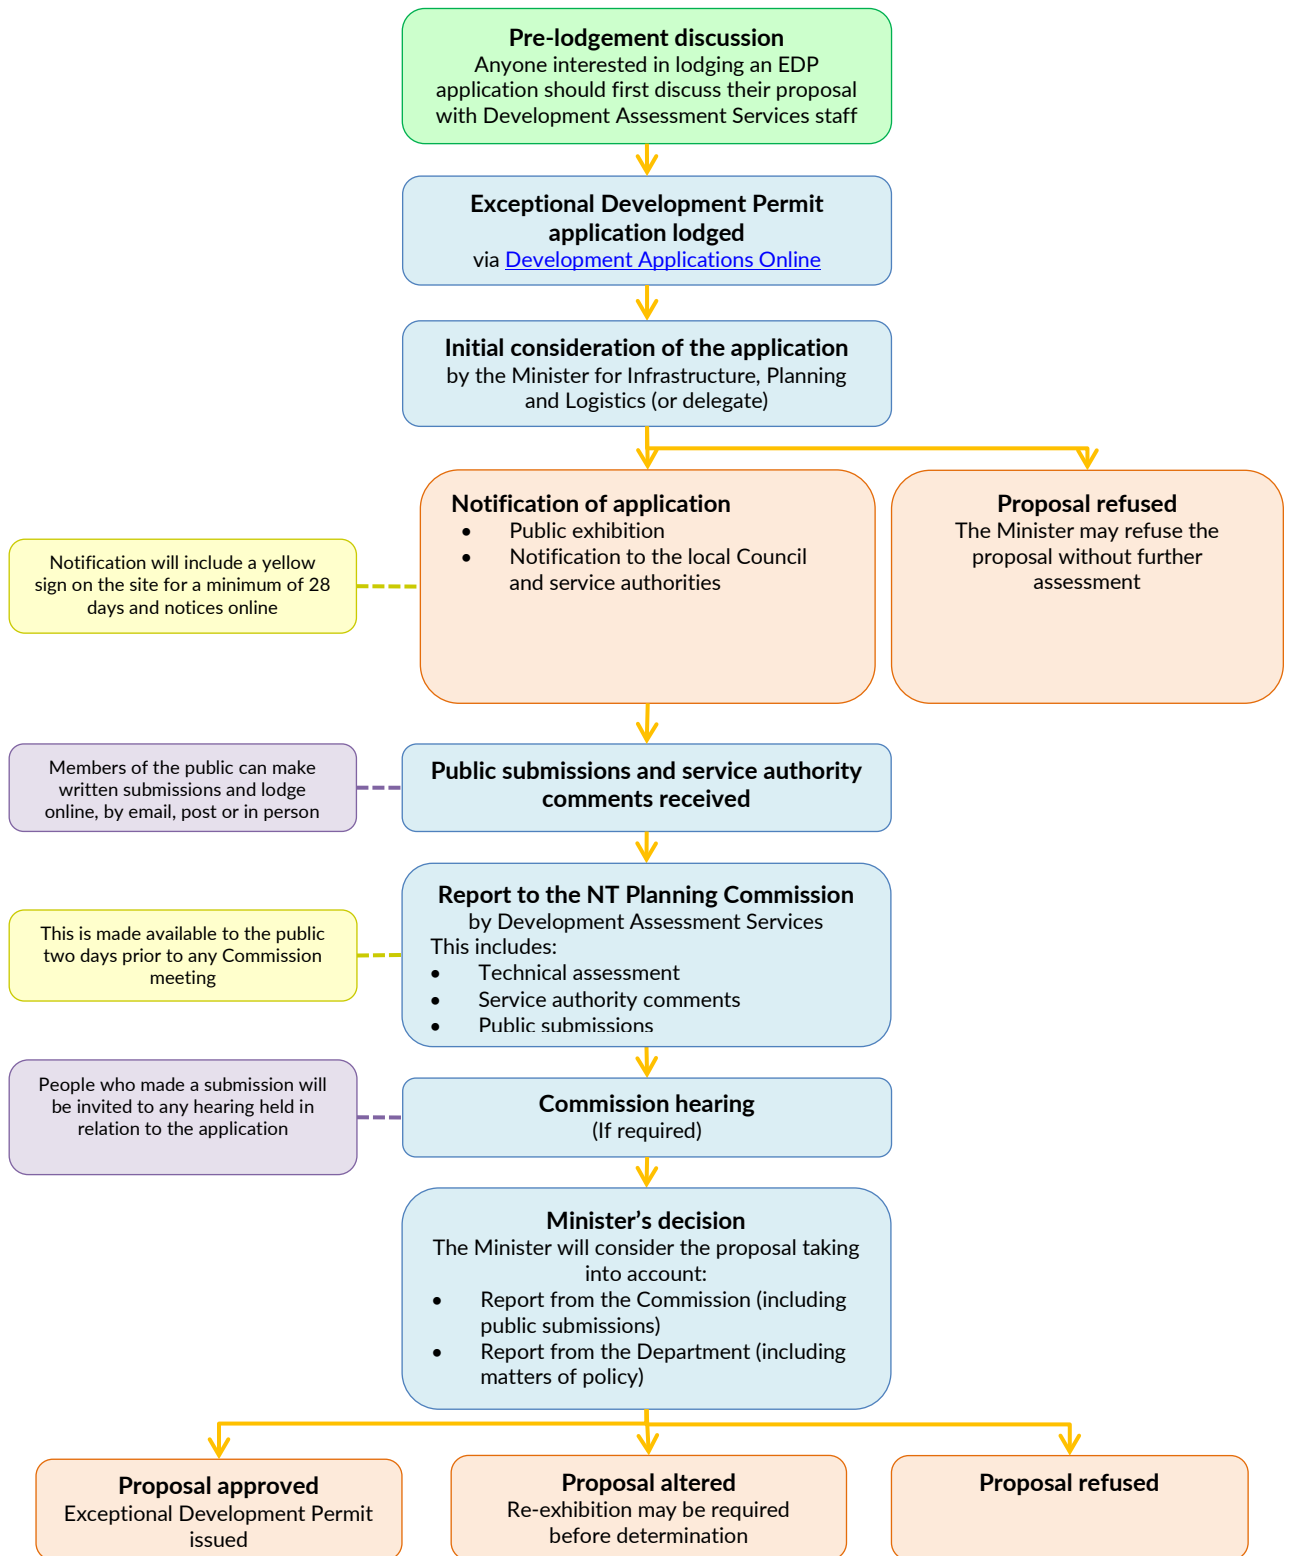 Pre-lodgement discussion
Anyone interested in lodging an EDP
application should first discuss their proposal
with Development Assessment Services staff
Exceptional Development Permit
application lodged
via Development Applications Online
Initial consideration of the application
by the Minister for Infrastructure, Planning
and Logistics (or delegate)
Notification of application
• Public exhibition
• Notification to the local Council
and service authorities
Proposal refused
The Minister may refuse the
proposal without further
assessment
Notification will include a yellow
sign on the site for a minimum of 28
days and notices online
Members of the public can make
written submissions and lodge
online, by email, post or in person
Public submissions and service authority
comments received
Report to the NT Planning Commission
by Development Assessment Services
This includes:
• Technical assessment
• Service authority comments
• Public submissions
This is made available to the public
two days prior to any Commission
meeting
People who made a submission will
be invited to any hearing held in
relation to the application
Commission hearing
(If required)
Minister’s decision
The Minister will consider the proposal taking
into account:
• Report from the Commission (including
public submissions)
• Report from the Department (including
matters of policy)
Proposal approved
Exceptional Development Permit
issued
Proposal altered
Re-exhibition may be required
before determination
Proposal refused